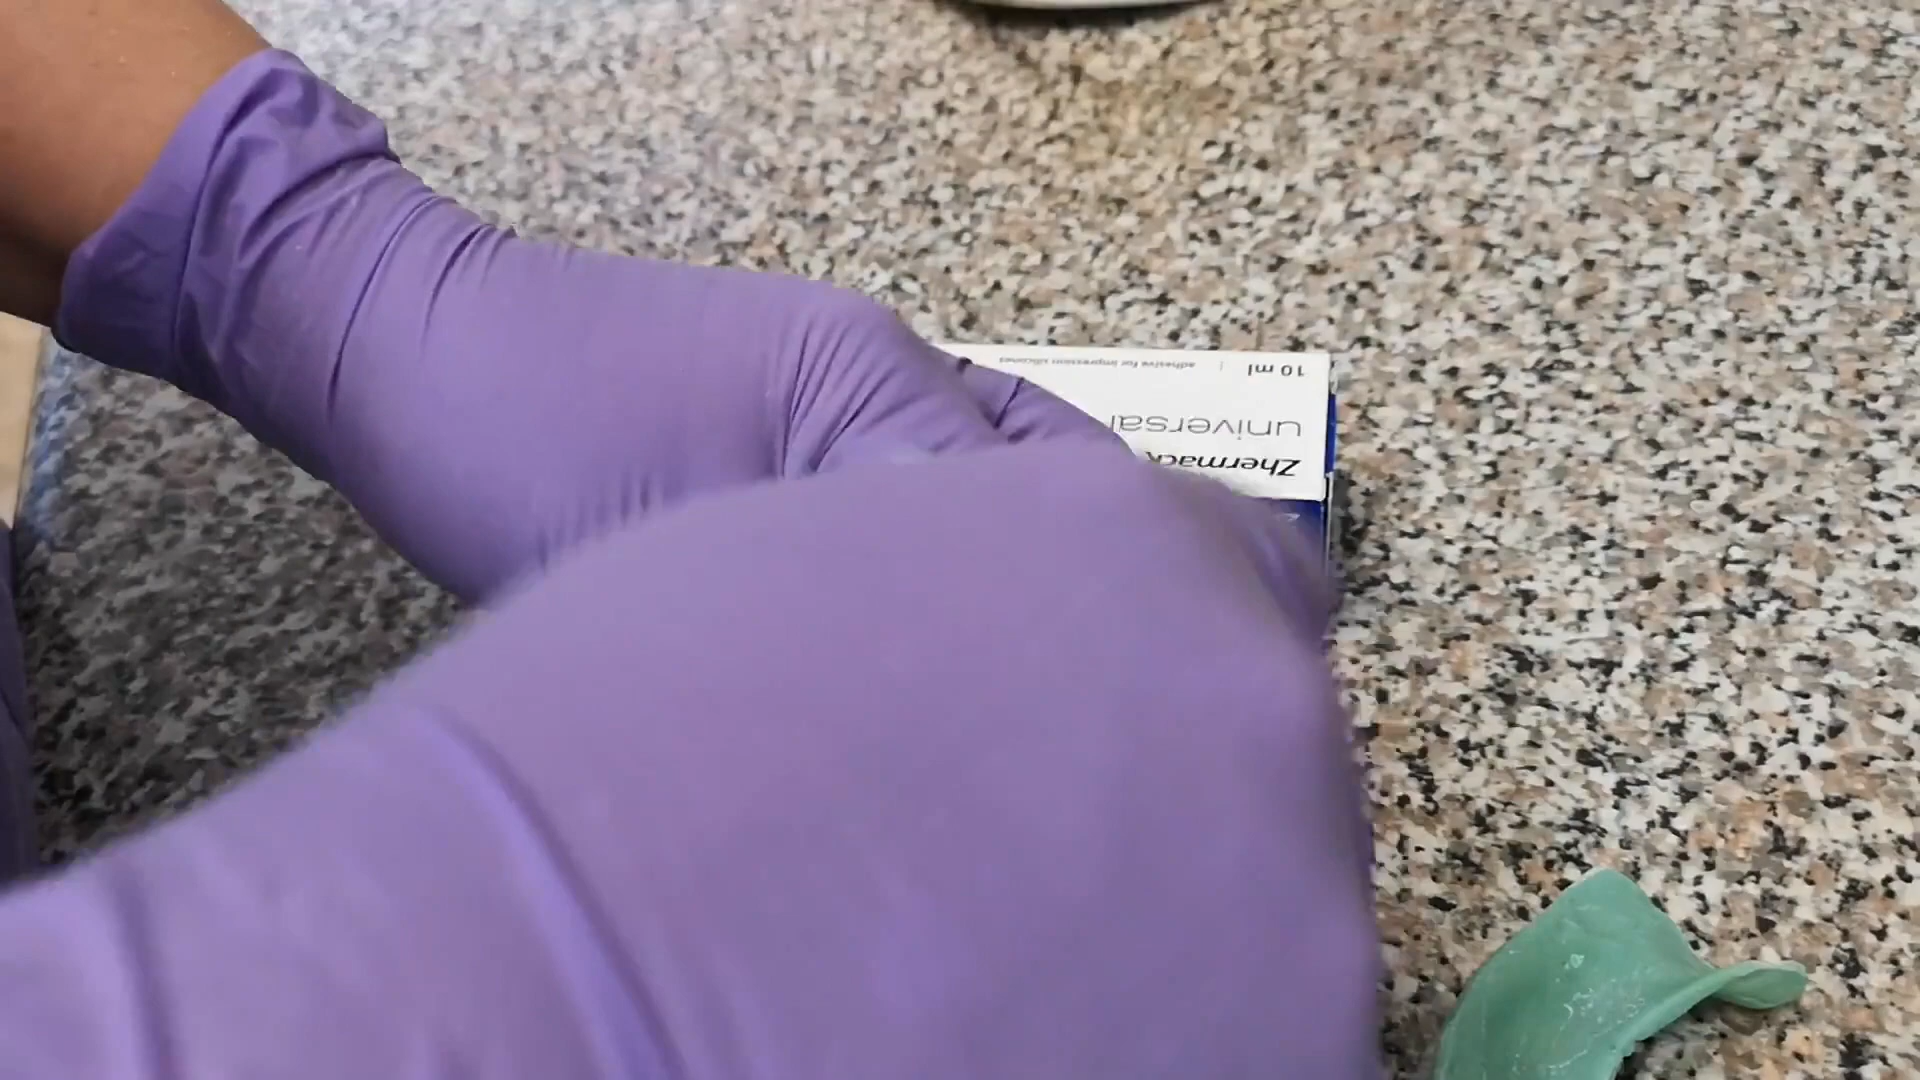 Zhermack
universal
10 ml | adhesive for impression silicones